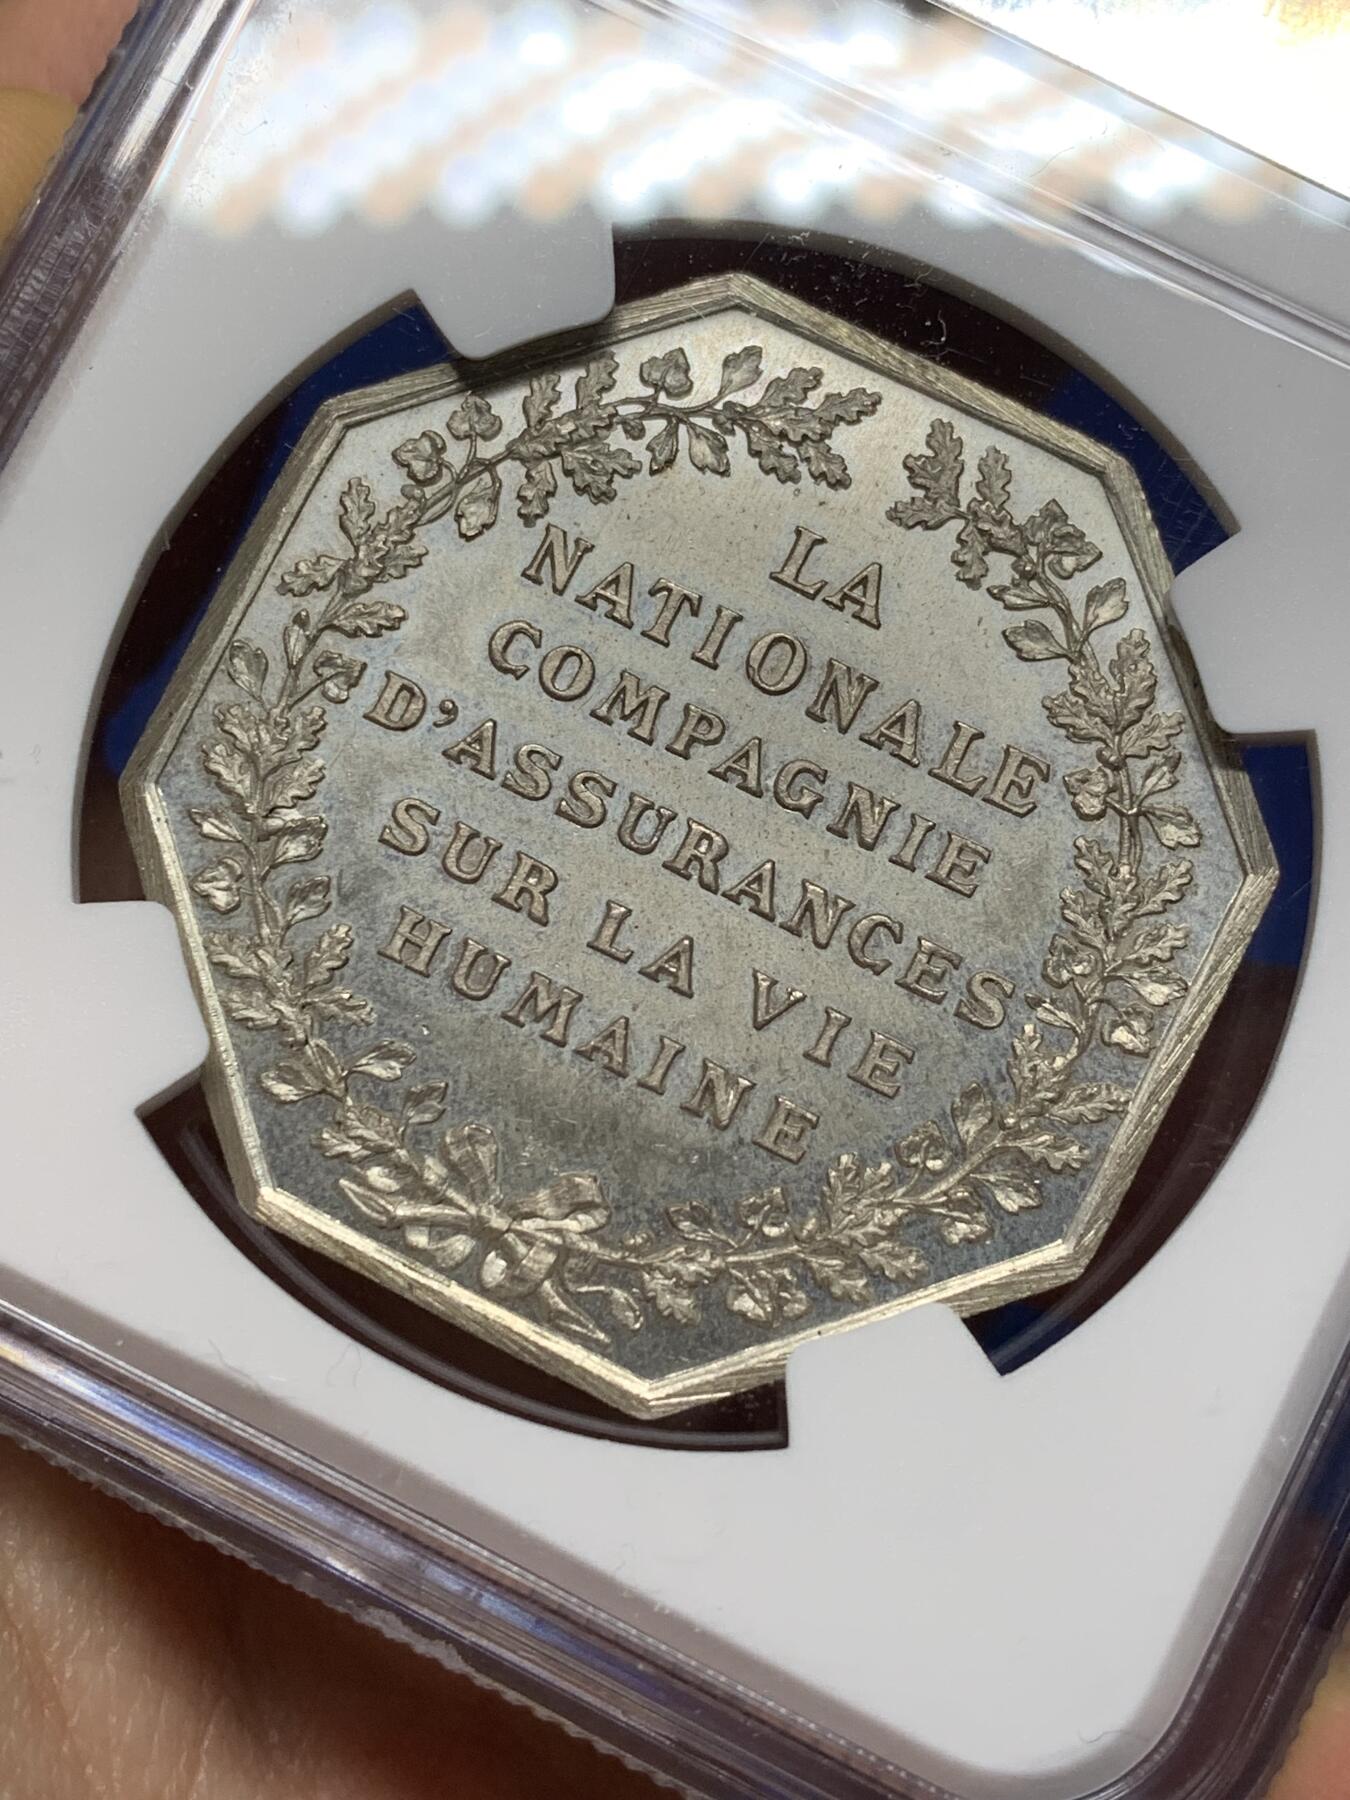 LA
NATIONALE
COMPAGNIE
D'ASSURANCES
SUR LA VIE
HUMAINE